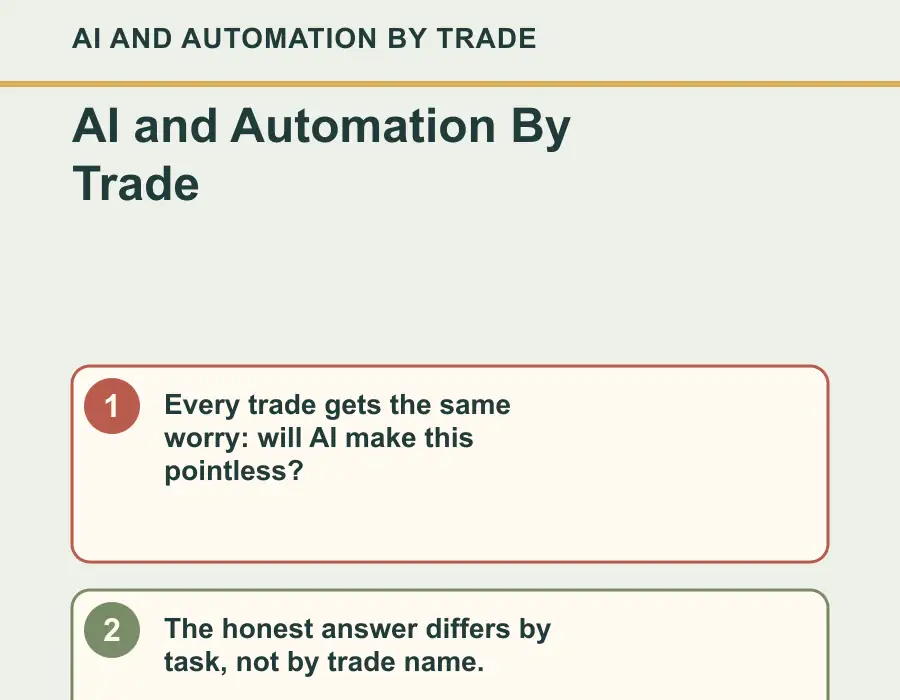 AI AND AUTOMATION BY TRADE
AI and Automation By
Trade
1
Every trade gets the same
worry: will AI make this
pointless?
2
The honest answer differs by
task, not by trade name.